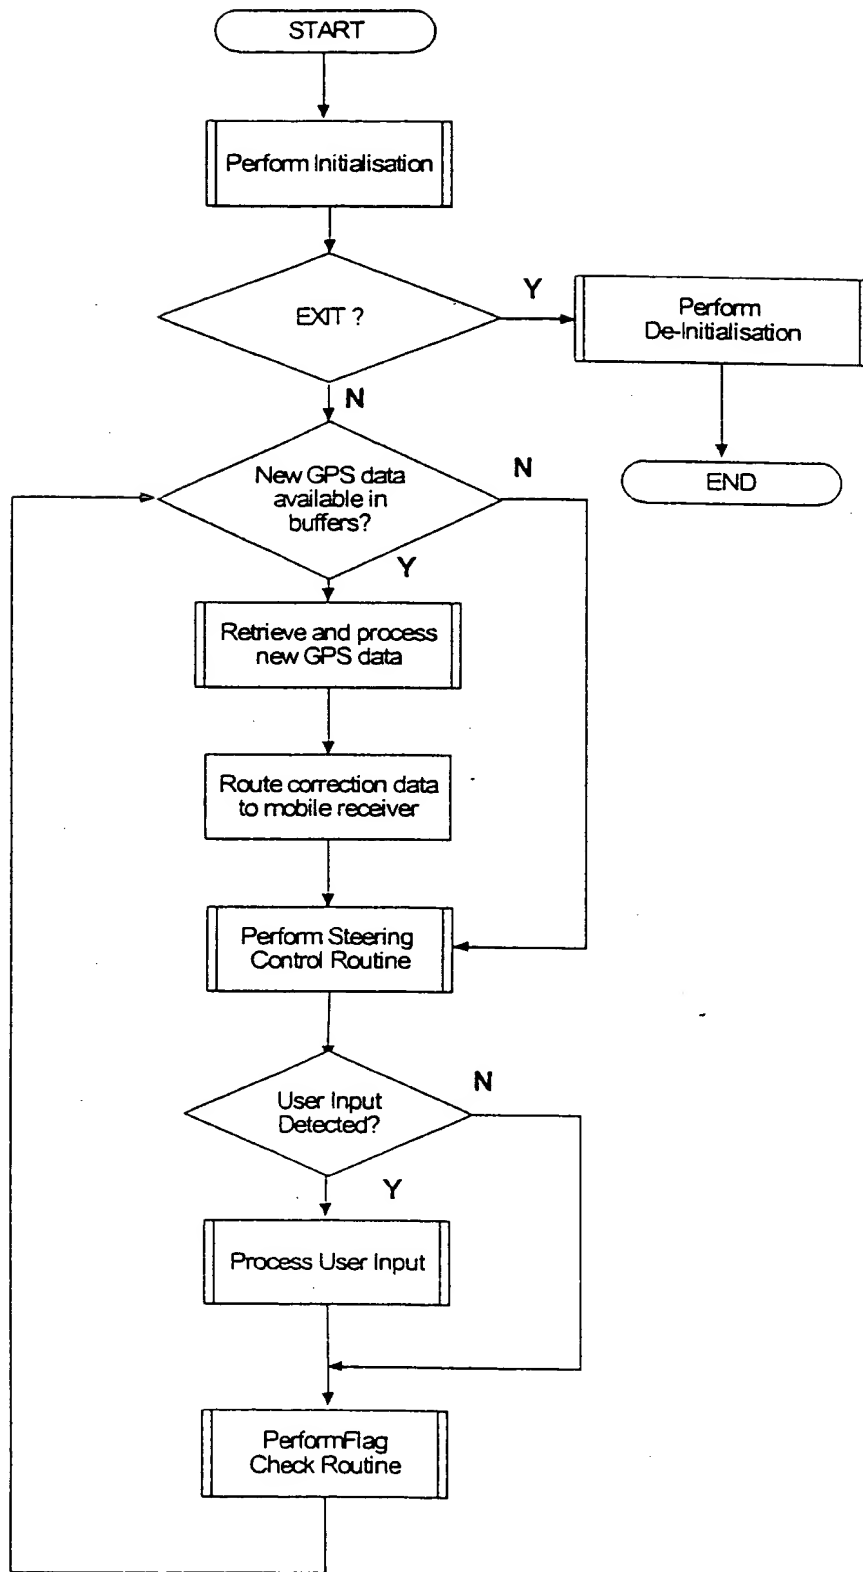 START
Perform Initialisation
EXIT ?
Y
Perform
De-Initialisation
N
END
New GPS data
available in
buffers?
N
Y
Retrieve and process
new GPS data
Route correction data
to mobile receiver
Perform Steering
Control Routine
User Input
Detected?
N
Y
Process User Input
PerformFlag
Check Routine